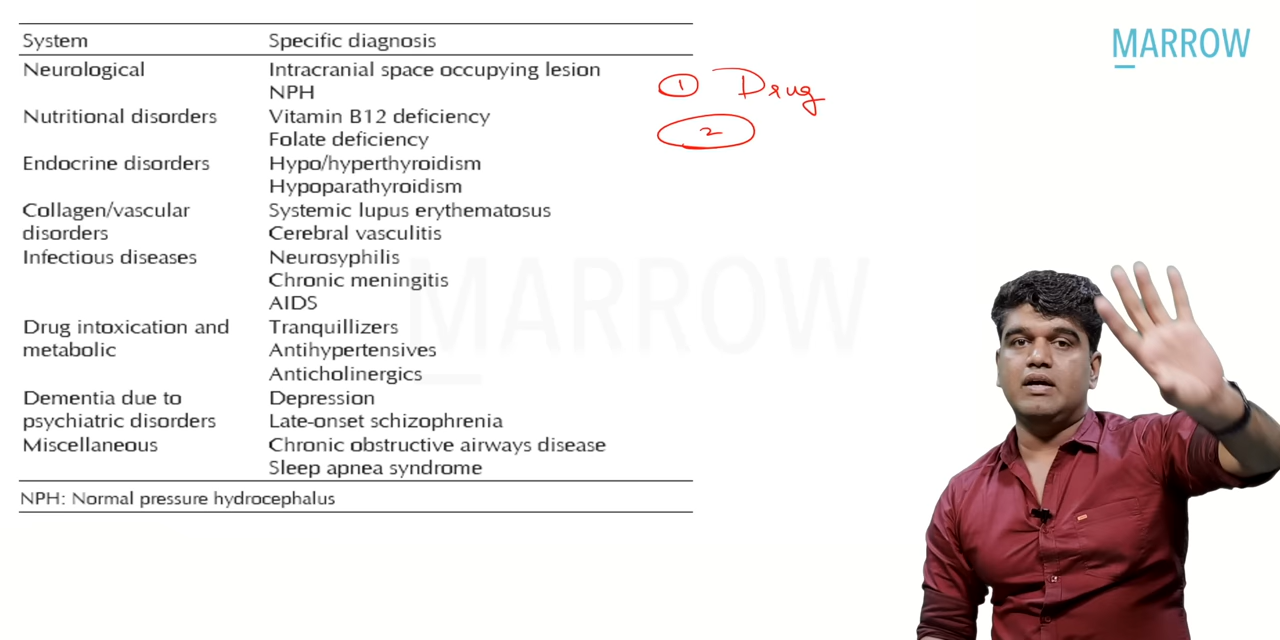 MARROW
System Specific diagnosis
Neurological Intracranial space occupying lesion
NPH
Nutritional disorders Vitamin B12 deficiency
Folate deficiency
Endocrine disorders Hypo/hyperthyroidism
Hypoparathyroidism
Collagen/vascular Systemic lupus erythematosus
disorders Cerebral vasculitis
Infectious diseases Neurosyphilis
Chronic meningitis
AIDS
Drug intoxication and Tranquillizers
metabolic Antihypertensives
Anticholinergics
Dementia due to Depression
psychiatric disorders Late-onset schizophrenia
Miscellaneous Chronic obstructive airways disease
Sleep apnea syndrome
NPH: Normal pressure hydrocephalus
1 Drug
2
MARROW